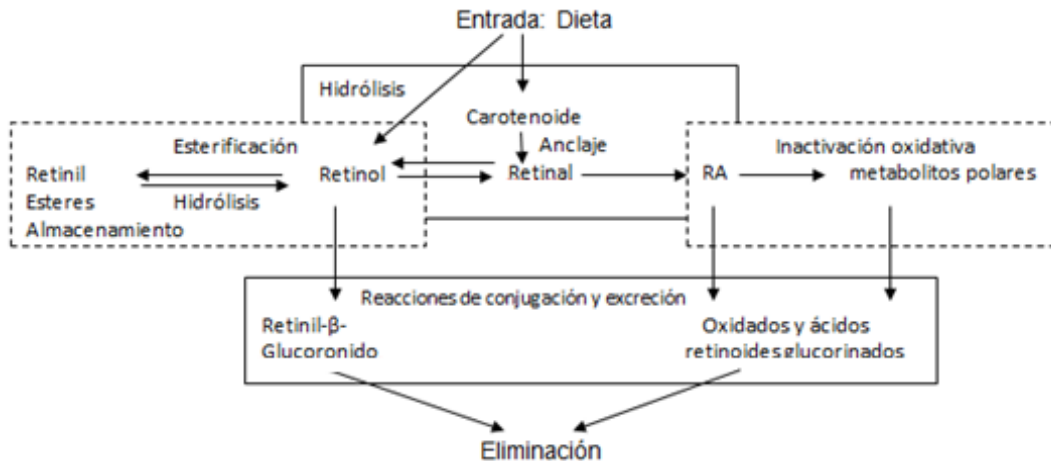 Entrada: Dieta
Hidrólisis
Carotenoide
Anclaje
Esterificación
Retinil
Esteres
Almacenamiento
Hidrólisis
Retinol
Retinal
Inactivación oxidativa
RA
metabolitos polares
Reacciones de conjugación y excreción
Retinil-β-
Glucoronido
Oxidados y ácidos
retinoides glucorinados
Eliminación